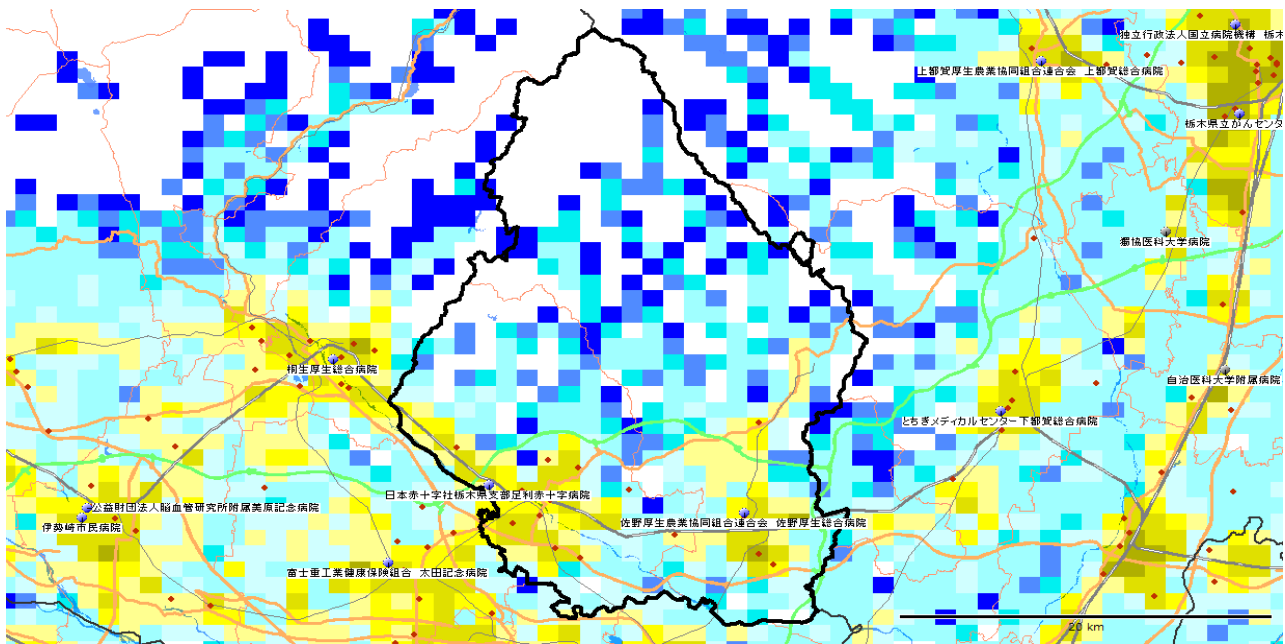 独立行政法人国立病院機構 栃木
上都賀厚生農業協同組合連合会 上都賀総合病院
栃木県立がんセンタ
獨協医科大学病院
桐生厚生総合病院
自治医科大学附属病院
とちぎメディカルセンター下都賀総合病院
日本赤十字社栃木県支部足利赤十字病院
公益財団法人脳血管研究所附属美原記念病院
伊勢崎市民病院
佐野厚生農業協同組合連合会 佐野厚生総合病院
富士重工業健康保険組合 太田記念病院
20 km